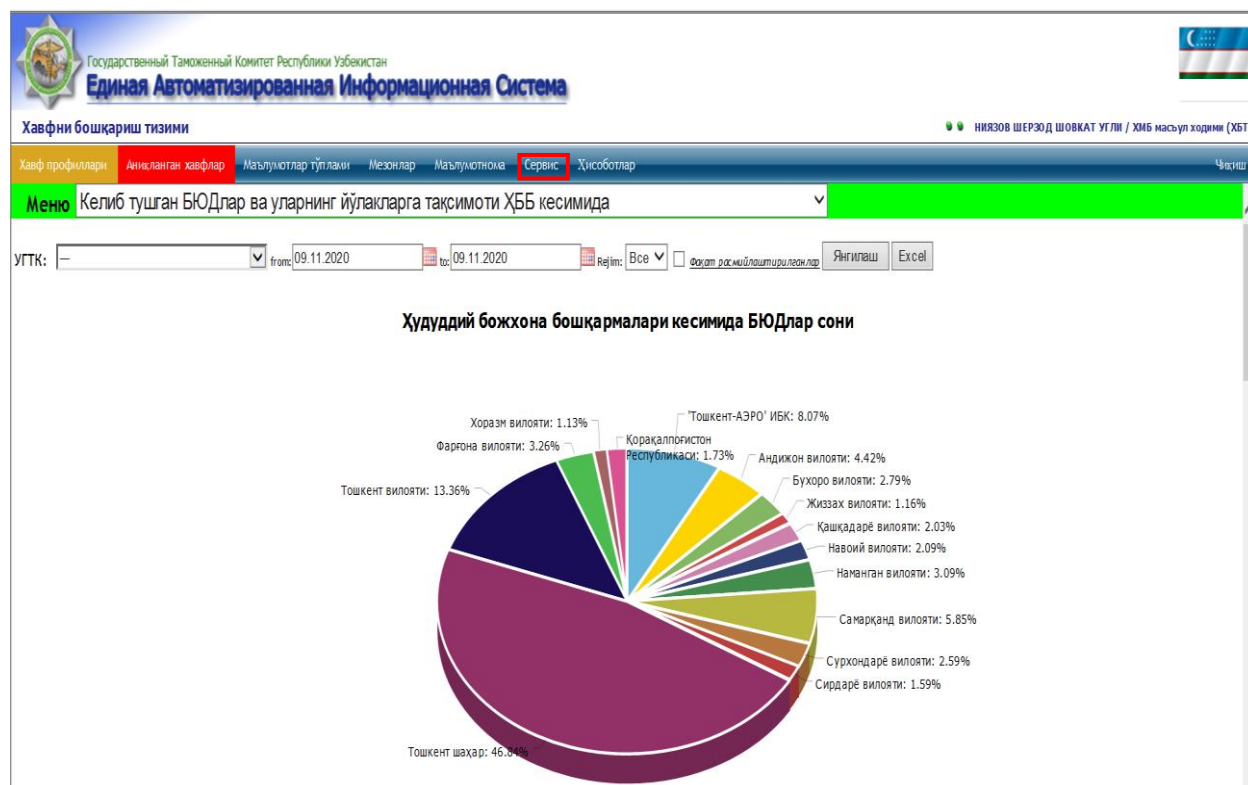 Государственный Таможенный Комитет Республики Узбекистан
Единая Автоматизированная Информационная Система
Хавфни бошқариш тизими
НИЯЗОВ ШЕРЗОД ШОВКАТ УГЛИ / ХМБ масъул ходими (ХБТ
Хавф профиллари Аниқланган хавфлар Маълумотлар тўплами Мезонлар Маълумотнома Сервис Ҳисоботлар Чиқиш
Меню Келиб тушган БЮДлар ва уларнинг йўлакларга тақсимоти ҲББ кесимида
УГТК: --- from: 09.11.2020 to: 09.11.2020 Rejim: Все Фақат расмийлаштирилганлар Янгилаш Excel
Ҳудуддий божхона бошқармалари кесимида БЮДлар сони
'Тошкент-АЭРО' ИБК: 8.07%
Хоразм вилояти: 1.13%
Қорақалпоғистон
Республикаси: 1.73%
Фарғона вилояти: 3.26%
Андижон вилояти: 4.42%
Бухоро вилояти: 2.79%
Тошкент вилояти: 13.36%
Жиззах вилояти: 1.16%
Қашқадарё вилояти: 2.03%
Навоий вилояти: 2.09%
Наманган вилояти: 3.09%
Самарқанд вилояти: 5.85%
Сурхондарё вилояти: 2.59%
Сирдарё вилояти: 1.59%
Тошкент шаҳар: 46.84%